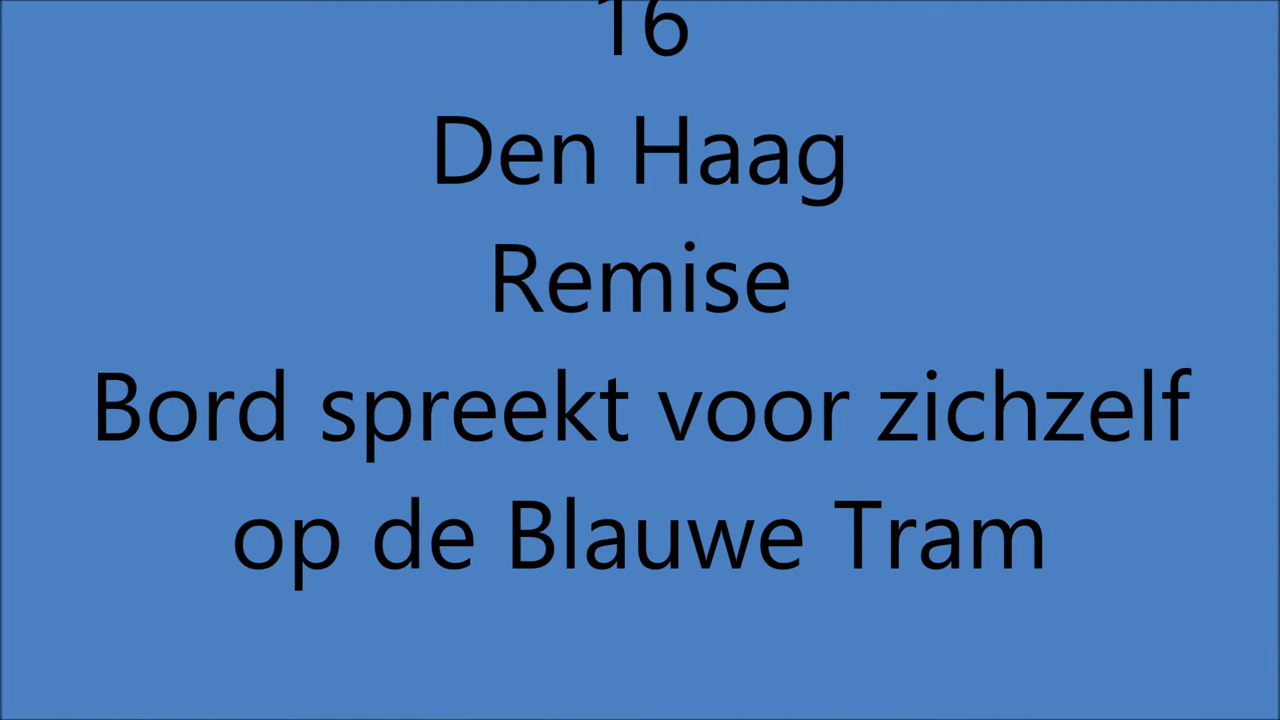 16
Den Haag
Remise
Bord spreekt voor zichzelf
op de Blauwe Tram